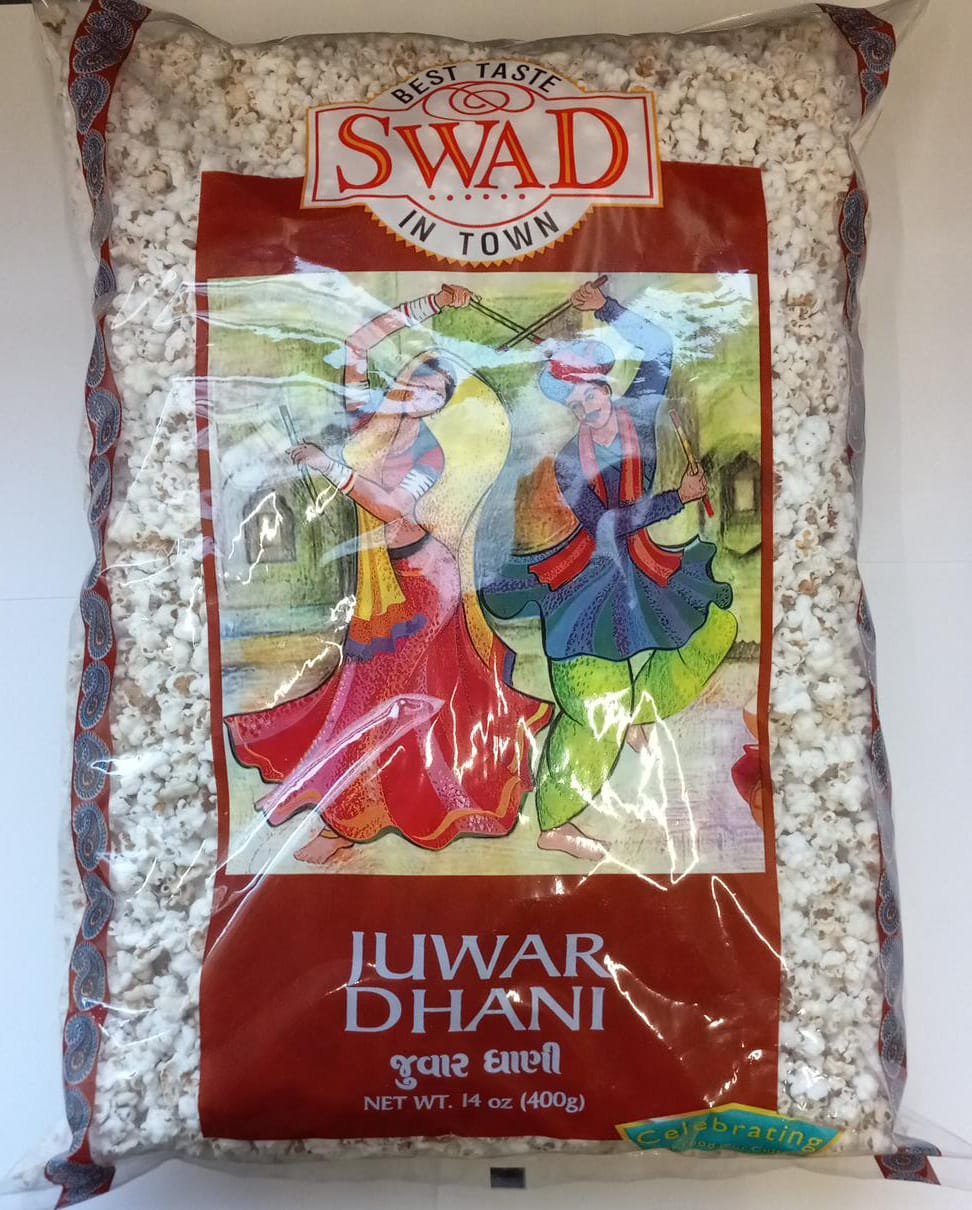 BEST TASTE
SWAD
IN TOWN
JUWAR
DHANI
જુવાર ધાણી
NET WT. 14 oz (400g)
Celebrating